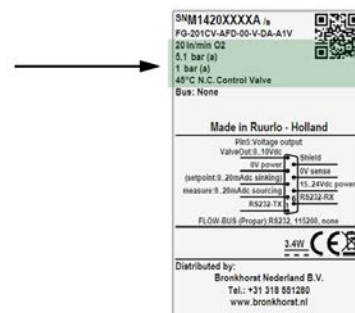 SNM1420XXXXA /s
FG-201CV-AFD-00-V-DA-A1V
20 ln/min O2
5,1 bar (a)
1 bar (a)
45°C N.C. Control Valve
Bus: None
Made in Ruurlo - Holland
Pin5:Voltage output
ValveOut:0..10Vdc
Shield
0V power
0V sense
(setpoint:0..20mAdc sinking)
15..24Vdc power
measure:0..20mAdc sourcing
RS232-RX
RS232-TX
FLOW-BUS (Propar):RS232, 115200, none
3.4W CE
Distributed by:
Bronkhorst Nederland B.V.
Tel.: +31 318 551280
www.bronkhorst.nl